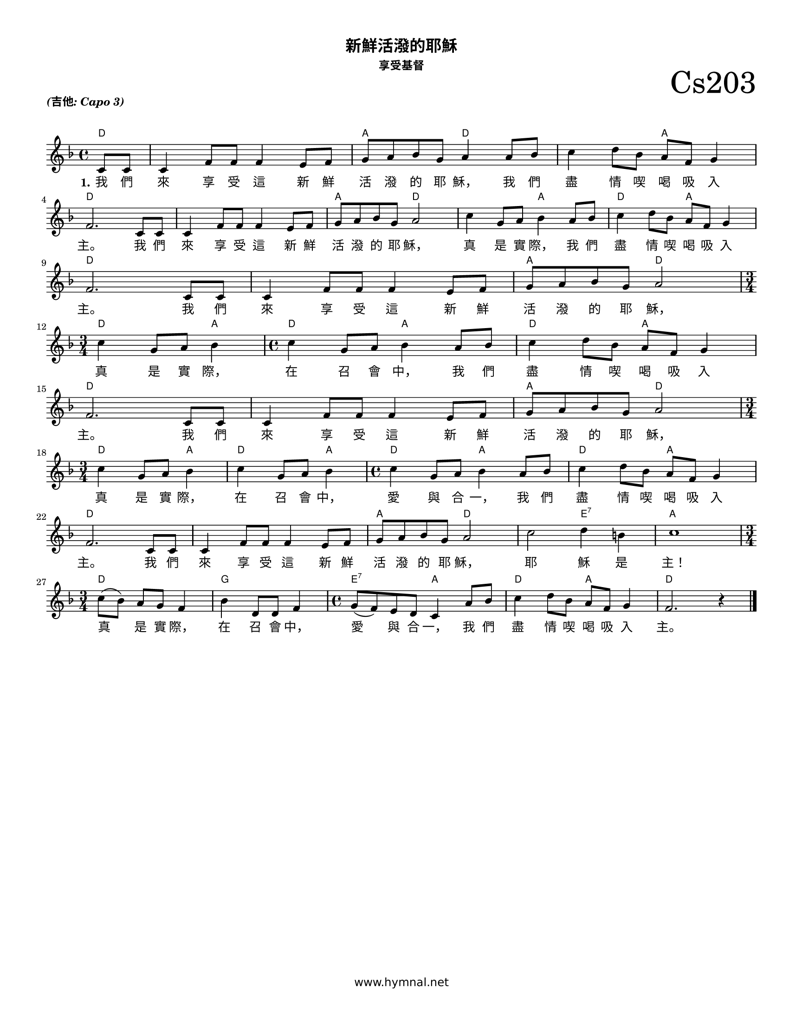 新鮮活潑的耶穌
享受基督
Cs203
(吉他: Capo 3)
D A D A
1. 我 們 來 享 受 這 新 鮮 活 潑 的 耶 穌， 我 們 盡 情 喫 喝 吸 入
4 D A D A D A
主。 我 們 來 享 受 這 新 鮮 活 潑 的 耶 穌， 真 是 實 際， 我 們 盡 情 喫 喝 吸 入
9 D A D
主。 我 們 來 享 受 這 新 鮮 活 潑 的 耶 穌，
12 D A D A D A
真 是 實 際， 在 召 會 中， 我 們 盡 情 喫 喝 吸 入
15 D A D
主。 我 們 來 享 受 這 新 鮮 活 潑 的 耶 穌，
18 D A D A D A D A
真 是 實 際， 在 召 會 中， 愛 與 合 一， 我 們 盡 情 喫 喝 吸 入
22 D A D E7 A
主。 我 們 來 享 受 這 新 鮮 活 潑 的 耶 穌， 耶 穌 是 主！
27 D G E7 A D A D
真 是 實 際， 在 召 會 中， 愛 與 合 一， 我 們 盡 情 喫 喝 吸 入 主。
www.hymnal.net